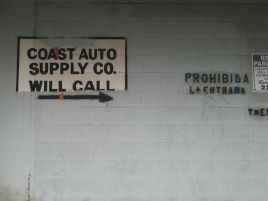 COAST AUTO
SUPPLY CO.
WILL CALL
PROHIBIDA
LA ENTRADA